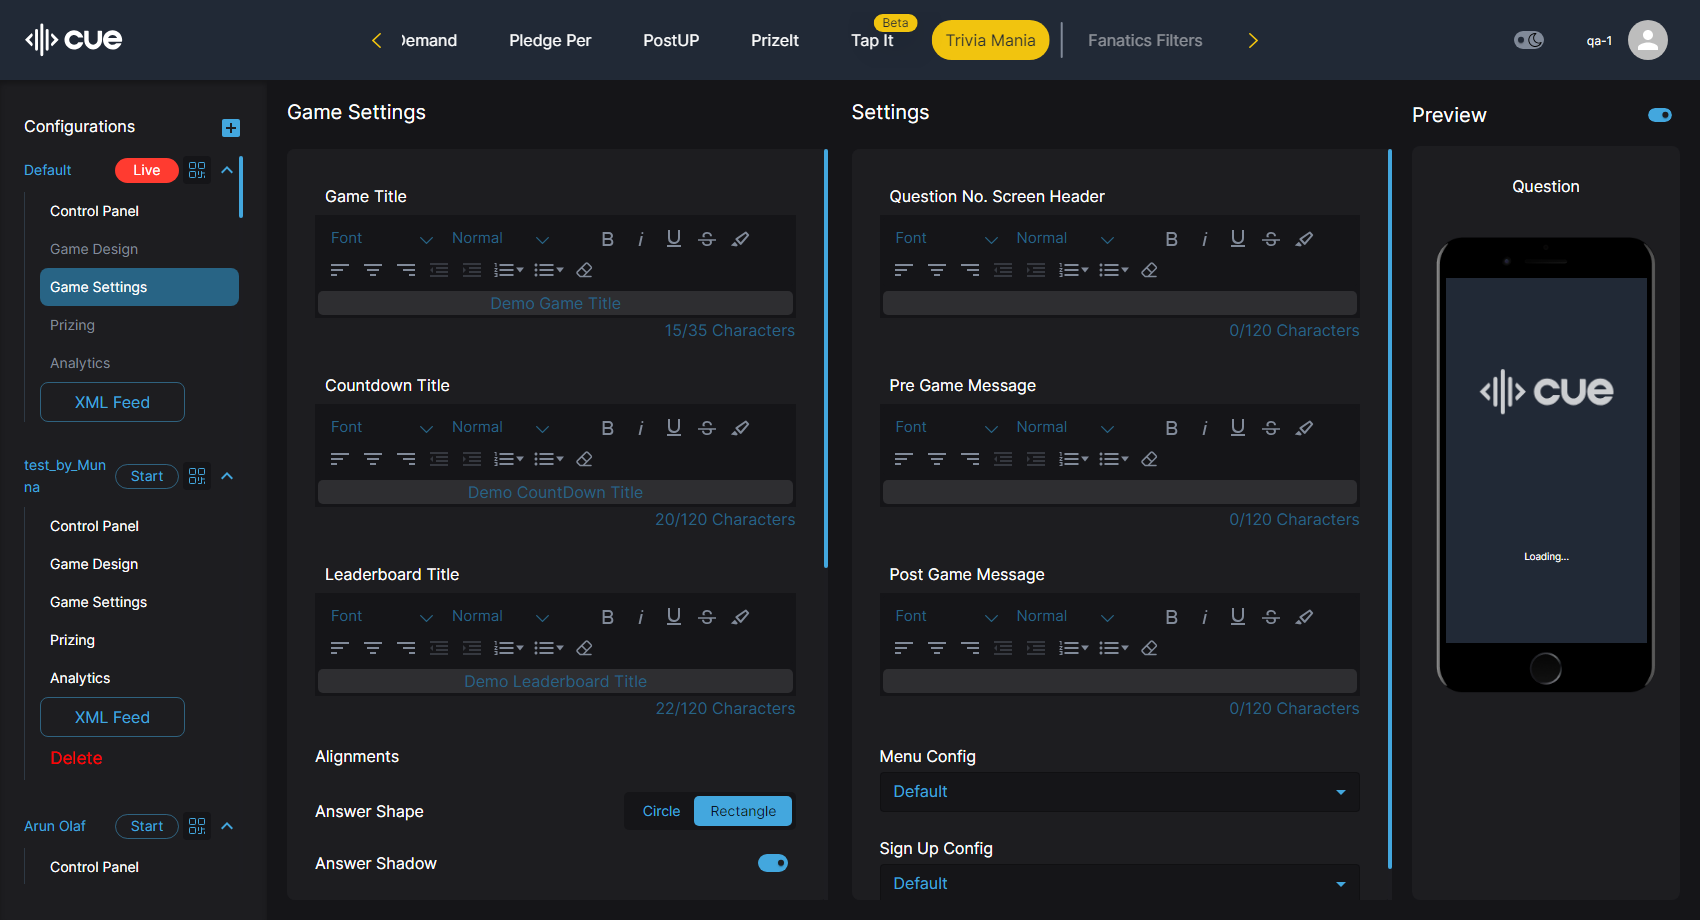 cue
Demand
Pledge Per
PostUP
PrizeIt
Tap It
Beta
Trivia Mania
Fanatics Filters
qa-1
Configurations
Default
Live
Control Panel
Game Design
Game Settings
Prizing
Analytics
XML Feed
test_by_Mun
na
Start
Control Panel
Game Design
Game Settings
Prizing
Analytics
XML Feed
Delete
Arun Olaf
Start
Control Panel
Game Settings
Game Title
Font
Normal
Demo Game Title
15/35 Characters
Countdown Title
Font
Normal
Demo CountDown Title
20/120 Characters
Leaderboard Title
Font
Normal
Demo Leaderboard Title
22/120 Characters
Alignments
Answer Shape
Circle
Rectangle
Answer Shadow
Settings
Question No. Screen Header
Font
Normal
0/120 Characters
Pre Game Message
Font
Normal
0/120 Characters
Post Game Message
Font
Normal
0/120 Characters
Menu Config
Default
Sign Up Config
Default
Preview
Question
cue
Loading...